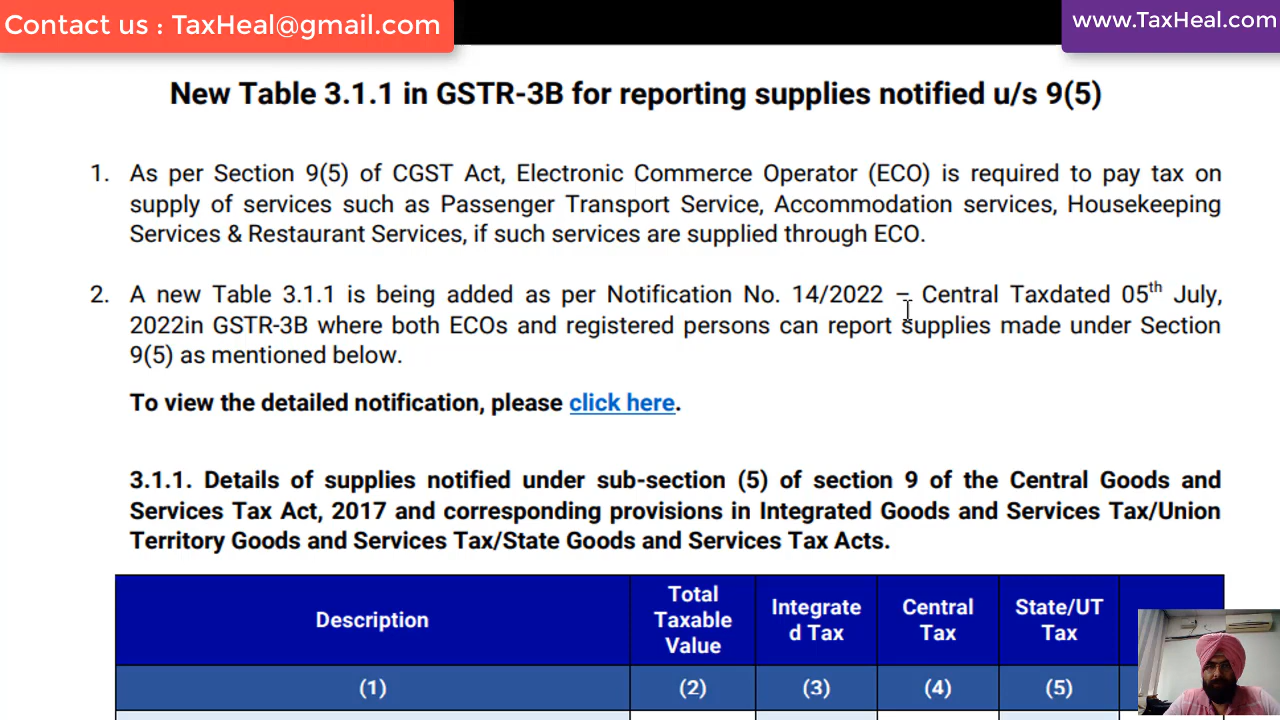 Contact us : TaxHeal@gmail.com
www.TaxHeal.com
New Table 3.1.1 in GSTR-3B for reporting supplies notified u/s 9(5)
1. As per Section 9(5) of CGST Act, Electronic Commerce Operator (ECO) is required to pay tax on
supply of services such as Passenger Transport Service, Accommodation services, Housekeeping
Services & Restaurant Services, if such services are supplied through ECO.
2. A new Table 3.1.1 is being added as per Notification No. 14/2022 – Central Taxdated 05th July,
2022in GSTR-3B where both ECOs and registered persons can report supplies made under Section
9(5) as mentioned below.
To view the detailed notification, please click here.
3.1.1. Details of supplies notified under sub-section (5) of section 9 of the Central Goods and
Services Tax Act, 2017 and corresponding provisions in Integrated Goods and Services Tax/Union
Territory Goods and Services Tax/State Goods and Services Tax Acts.
Description
Total
Taxable
Value
Integrate
d Tax
Central
Tax
State/UT
Tax
(1) (2) (3) (4) (5)